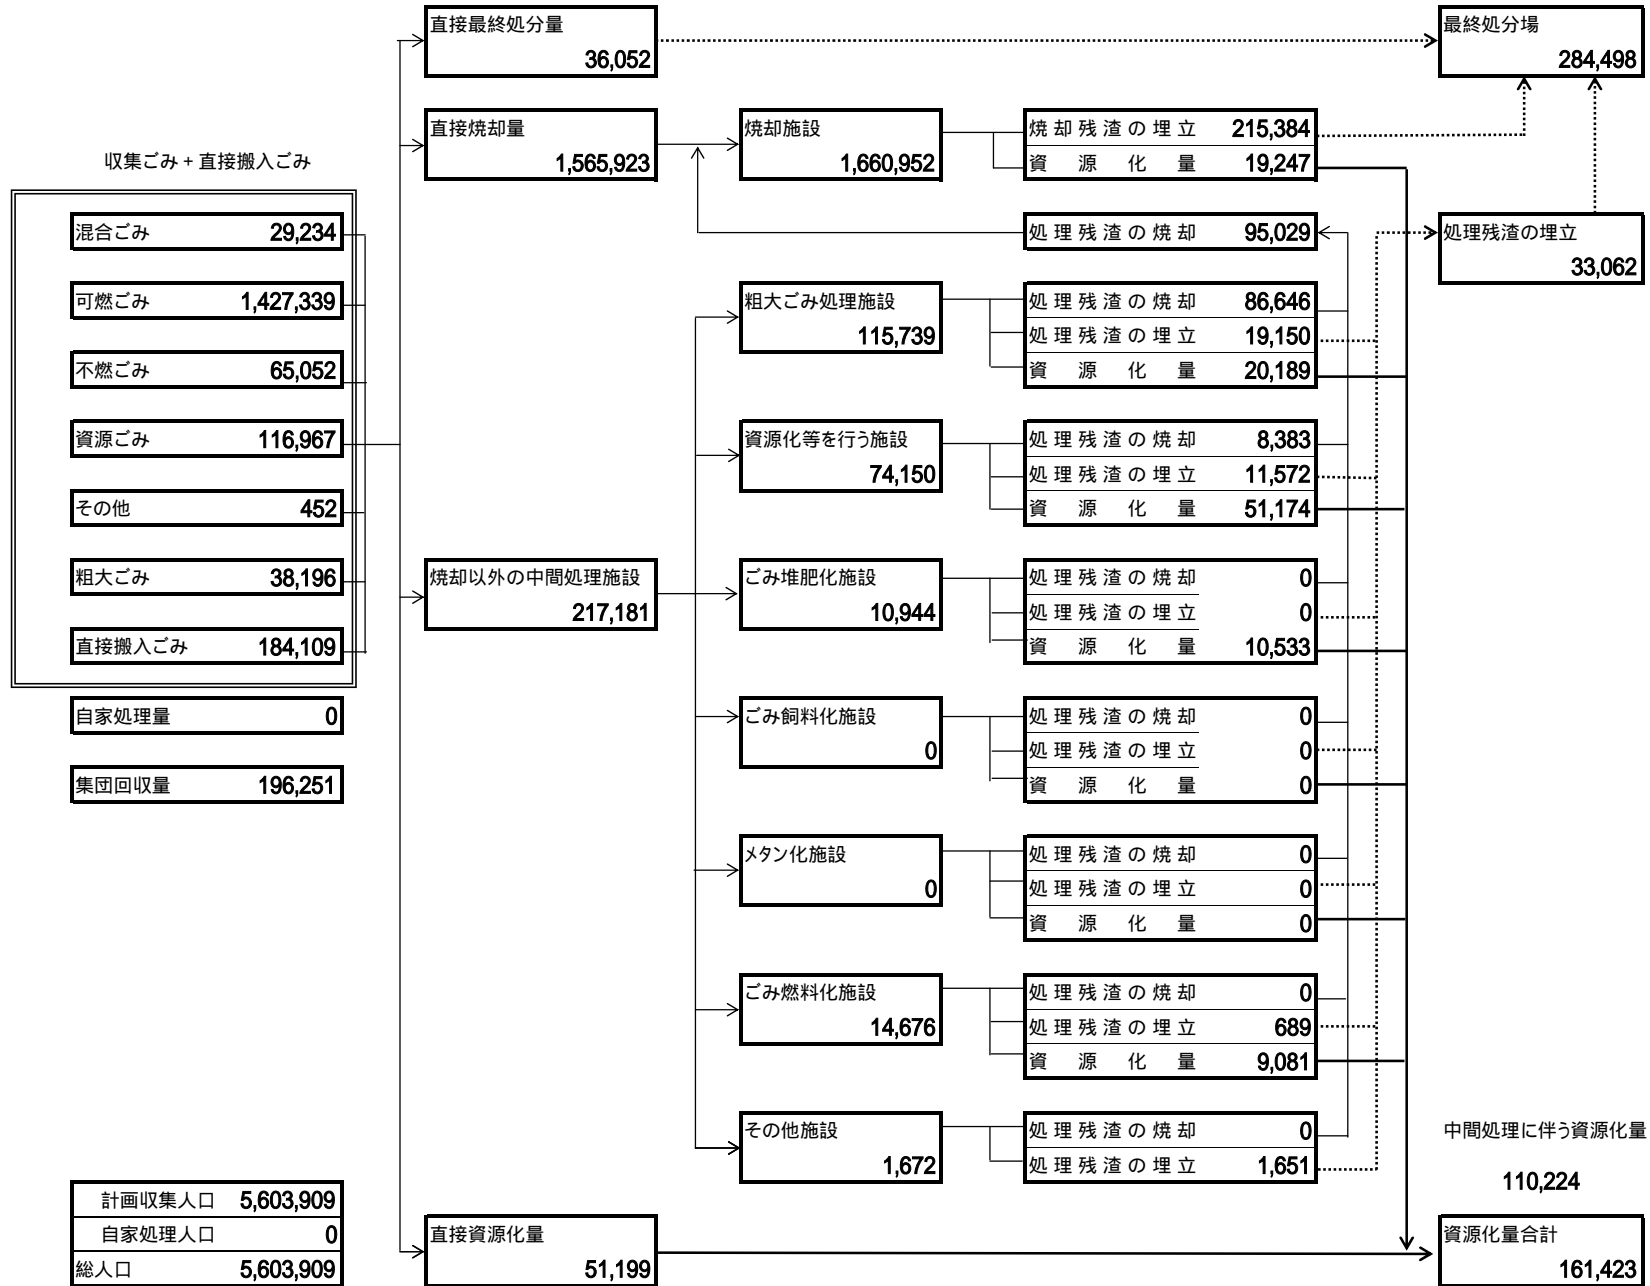 直接最終処分量
36,052
最終処分場
284,498
収集ごみ + 直接搬入ごみ
直接焼却量
1,565,923
焼却施設
1,660,952
焼却残渣の埋立 215,384
資源化量 19,247
混合ごみ 29,234
処理残渣の焼却 95,029
処理残渣の埋立
33,062
可燃ごみ 1,427,339
粗大ごみ処理施設
115,739
処理残渣の焼却 86,646
処理残渣の埋立 19,150
資源化量 20,189
不燃ごみ 65,052
資源ごみ 116,967
資源化等を行う施設
74,150
処理残渣の焼却 8,383
処理残渣の埋立 11,572
資源化量 51,174
その他 452
粗大ごみ 38,196
焼却以外の中間処理施設
217,181
ごみ堆肥化施設
10,944
処理残渣の焼却 0
処理残渣の埋立 0
資源化量 10,533
直接搬入ごみ 184,109
自家処理量 0
ごみ飼料化施設
0
処理残渣の焼却 0
処理残渣の埋立 0
資源化量 0
集団回収量 196,251
メタン化施設
0
処理残渣の焼却 0
処理残渣の埋立 0
資源化量 0
ごみ燃料化施設
14,676
処理残渣の焼却 0
処理残渣の埋立 689
資源化量 9,081
その他施設
1,672
処理残渣の焼却 0
処理残渣の埋立 1,651
中間処理に伴う資源化量
110,224
計画収集人口 5,603,909
自家処理人口 0
総人口 5,603,909
直接資源化量
51,199
資源化量合計
161,423